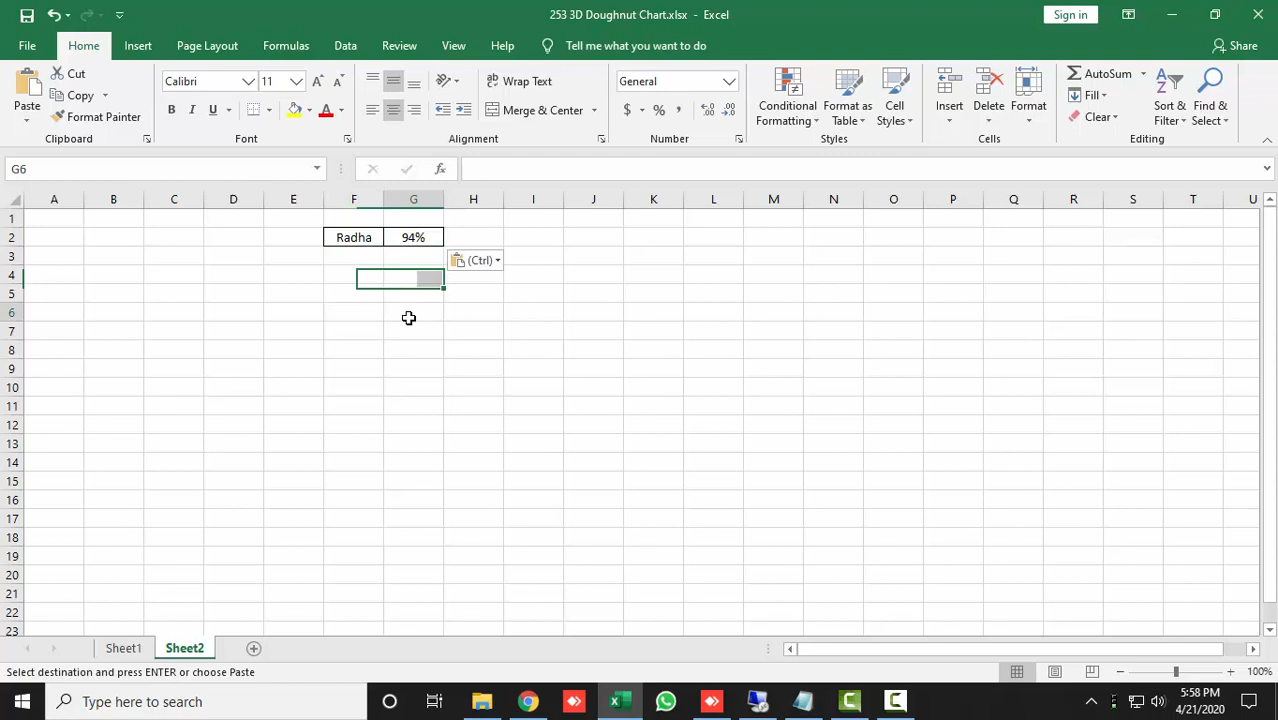 253 3D Doughnut Chart.xlsx - Excel
Sign in
File Home Insert Page Layout Formulas Data Review View Help Tell me what you want to do Share
Paste Cut Copy Format Painter
Calibri 11
B I U A
ab Wrap Text
Merge & Center
General
$ % ,
Conditional Formatting
Format as Table
Cell Styles
Insert Delete Format
AutoSum Fill Clear
Sort & Filter
Find & Select
Clipboard Font Alignment Number Styles Cells Editing
G6 fx
A B C D E F G H I J K L M N O P Q R S T U
1
2 Radha 94%
3 (Ctrl)
4
5
6
7
8
9
10
11
12
13
14
15
16
17
18
19
20
21
22
23
Sheet1 Sheet2
Select destination and press ENTER or choose Paste 100%
Type here to search
5:58 PM
4/21/2020